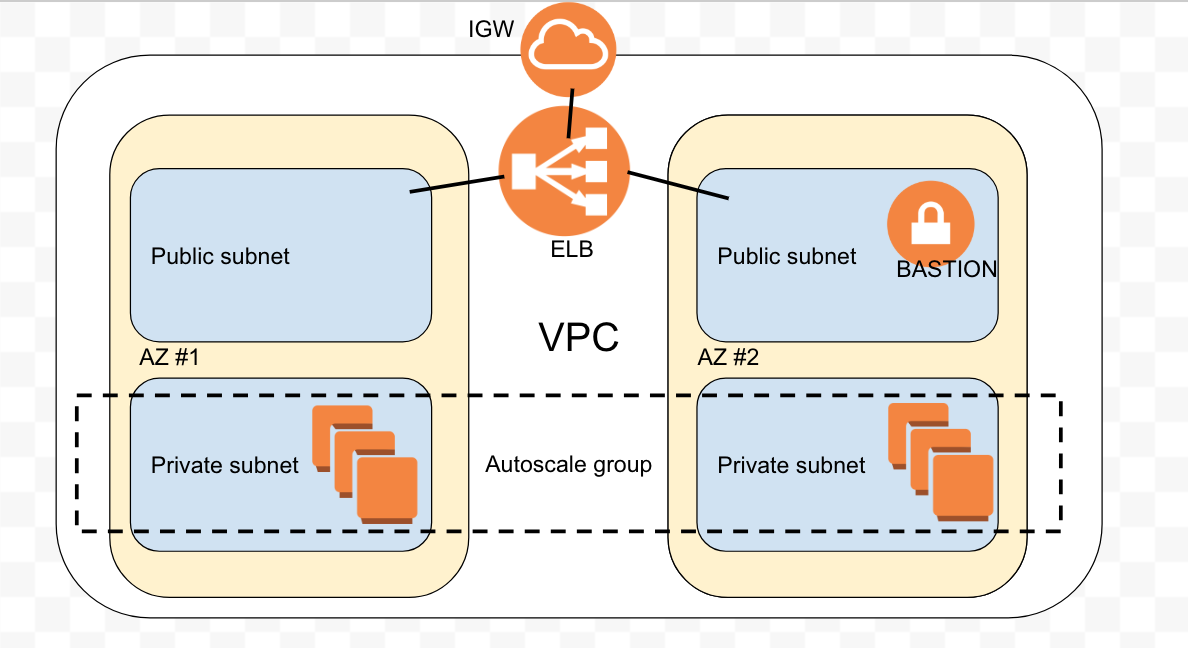 IGW
ELB
Public subnet
Public subnet
BASTION
VPC
AZ #1
AZ #2
Private subnet
Autoscale group
Private subnet